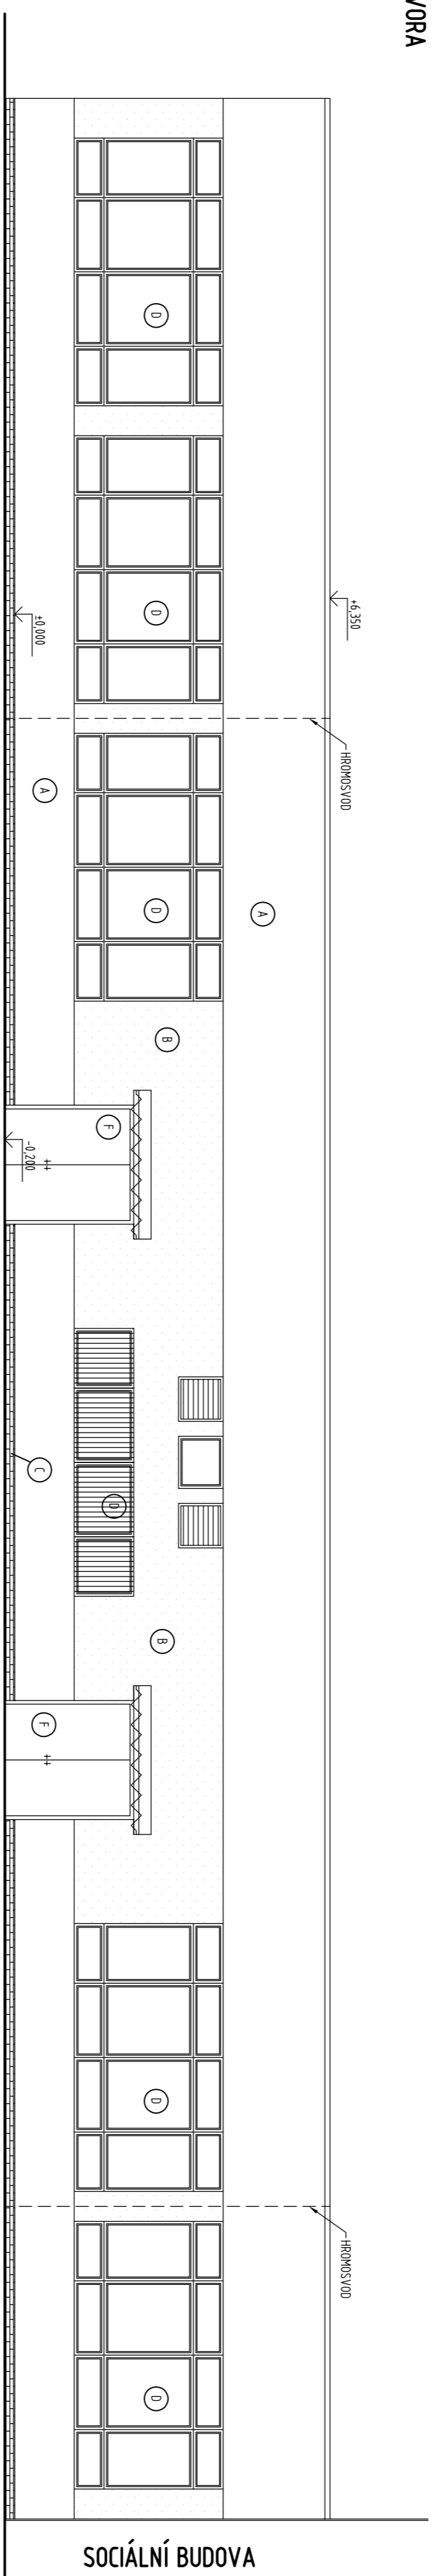 VORA
D
+6,350
±0,000
D
HROMOSVOD
A
D
A
B
F
-0,200
C
D
B
F
D
HROMOSVOD
D
SOCIÁLNÍ BUDOVA